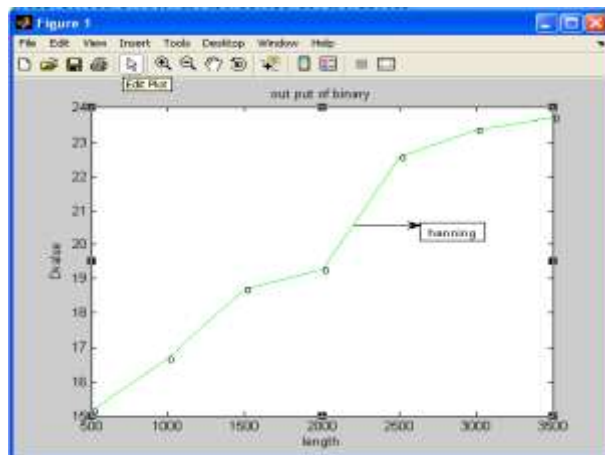 Figure 1
File Edit View Insert Tools Desktop Window Help
Edit Plot
out put of binary
24
23
22
21
20
19
18
17
16
15
hanning
500 1000 1500 2000 2500 3000 3500
length